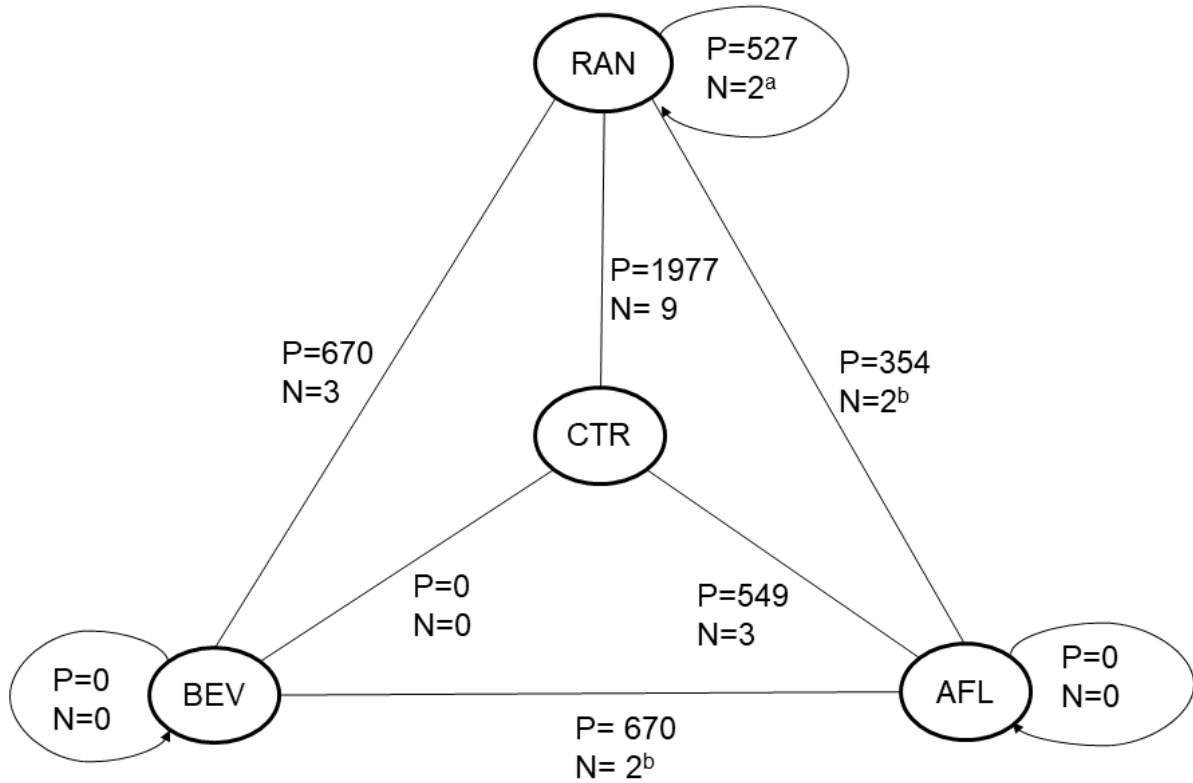 RAN
P=527
N=2ᵃ
P=1977
N= 9
P=670
N=3
P=354
N=2ᵇ
CTR
P=0
N=0
P=549
N=3
P=0
N=0
BEV
AFL
P=0
N=0
P= 670
N= 2ᵇ